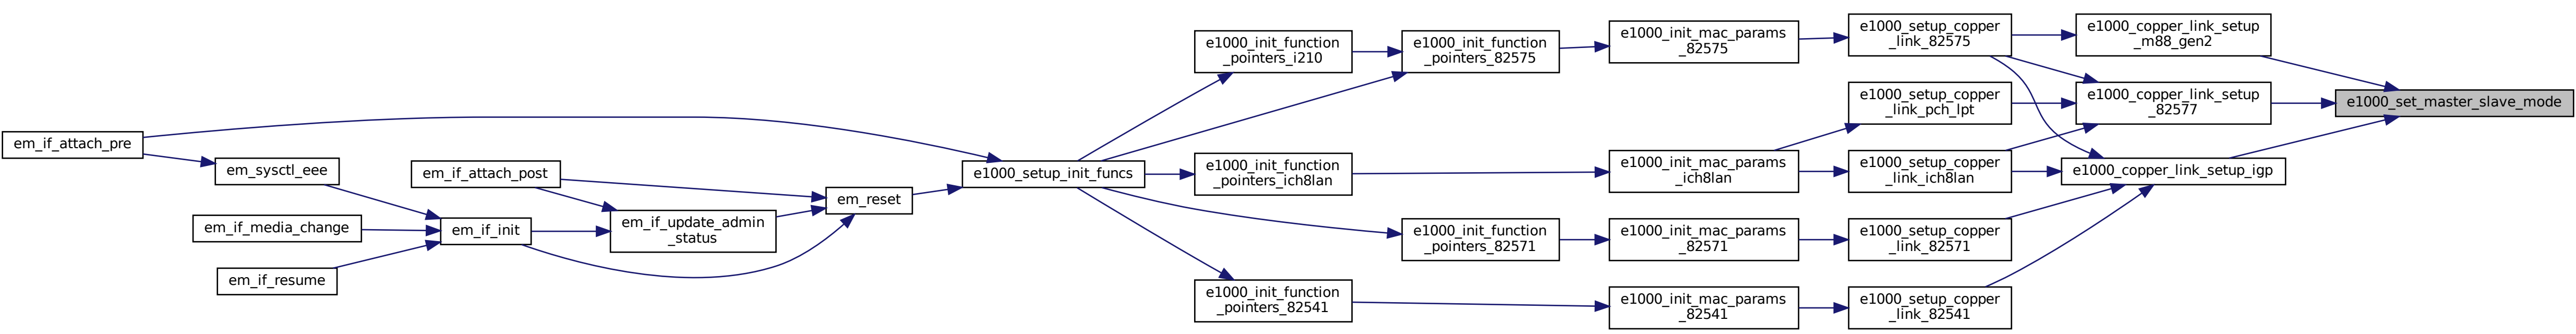 em_if_attach_pre
em_sysctl_eee
em_if_media_change
em_if_resume
em_if_attach_post
em_if_init
em_if_update_admin
_status
em_reset
e1000_setup_init_funcs
e1000_init_function
_pointers_i210
e1000_init_function
_pointers_ich8lan
e1000_init_function
_pointers_82541
e1000_init_function
_pointers_82575
e1000_init_function
_pointers_82571
e1000_init_mac_params
_82575
e1000_init_mac_params
_ich8lan
e1000_init_mac_params
_82571
e1000_init_mac_params
_82541
e1000_setup_copper
_link_82575
e1000_setup_copper
_link_pch_lpt
e1000_setup_copper
_link_ich8lan
e1000_setup_copper
_link_82571
e1000_setup_copper
_link_82541
e1000_copper_link_setup
_m88_gen2
e1000_copper_link_setup
_82577
e1000_copper_link_setup_igp
e1000_set_master_slave_mode